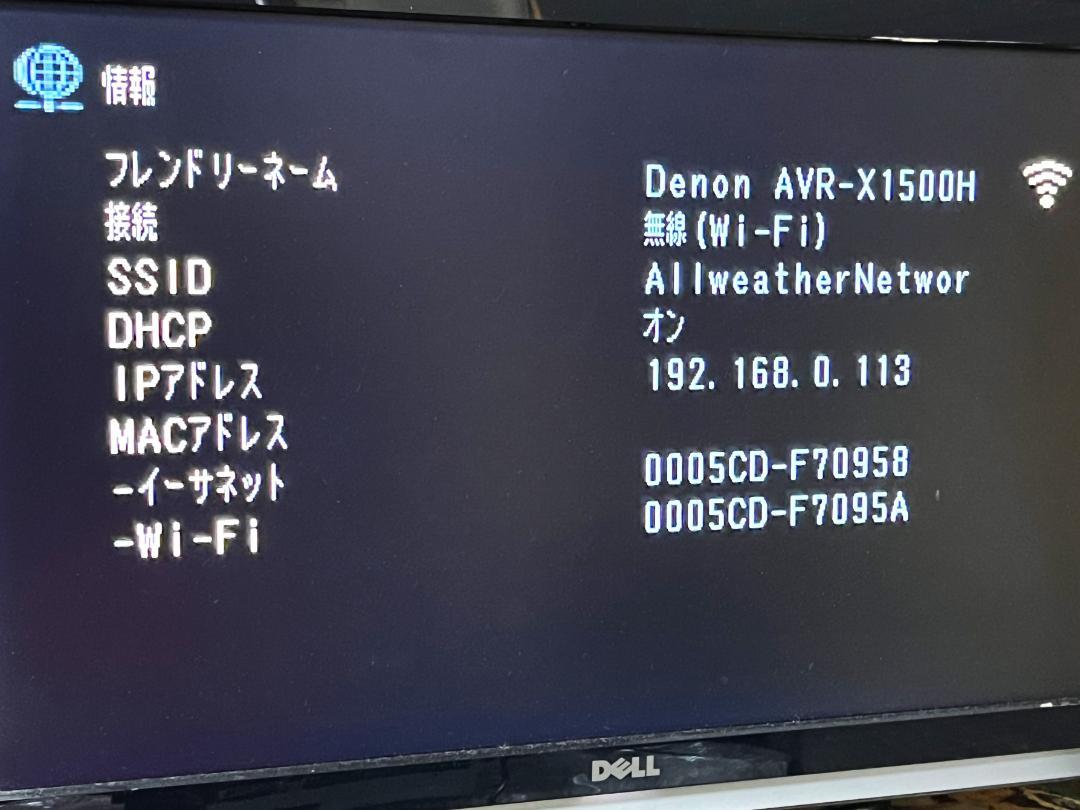 情報
フレンドリーネーム Denon AVR-X1500H
接続 無線(Wi-Fi)
SSID AllweatherNetwor
DHCP オン
IPアドレス 192.168.0.113
MACアドレス
-イーサネット 0005CD-F70958
-Wi-Fi 0005CD-F7095A
DELL